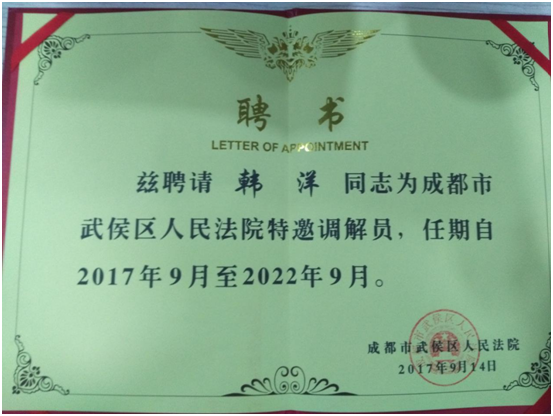 聘书
LETTER OF APPOINTMENT
兹聘请 韩洋 同志为成都市
武侯区人民法院特邀调解员，任期自
2017年9月至2022年9月。
成都市武侯区人民法院
2017年9月14日